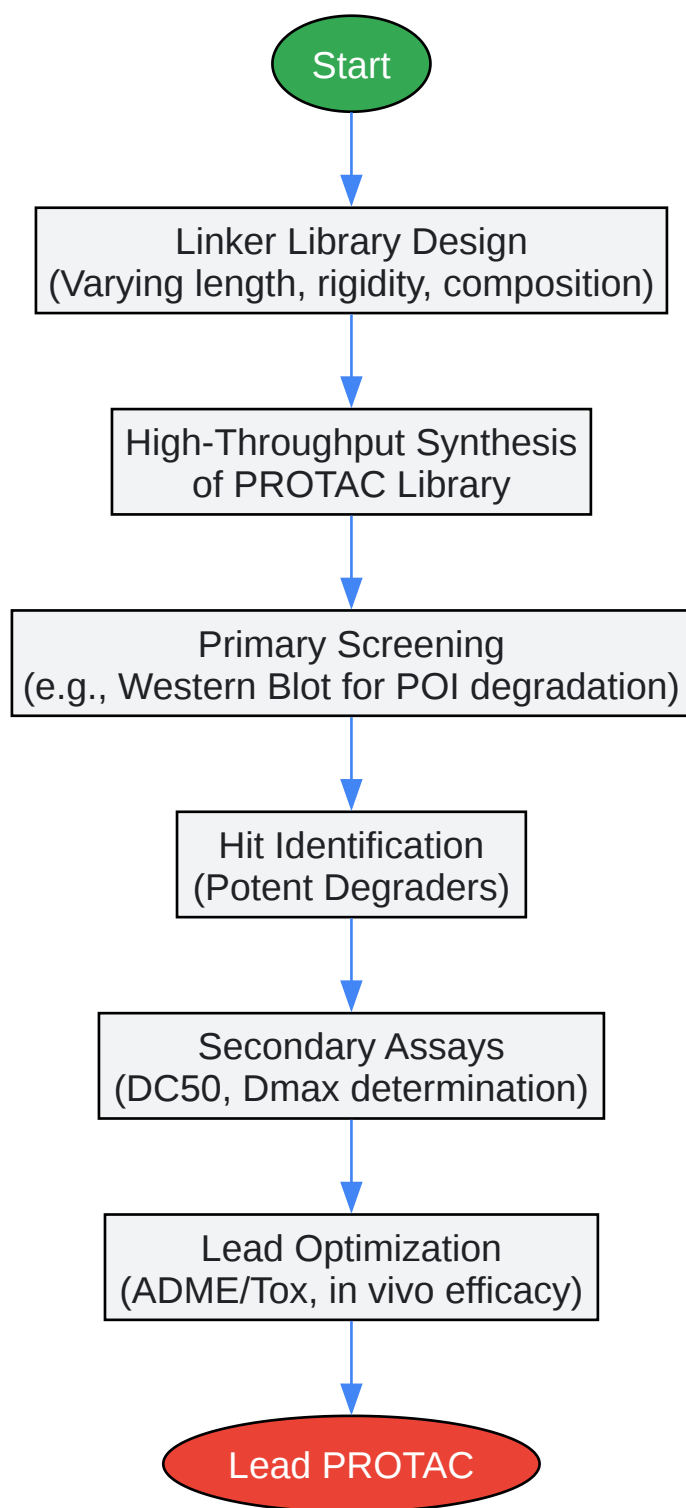 Start
Linker Library Design
(Varying length, rigidity, composition)
High-Throughput Synthesis
of PROTAC Library
Primary Screening
(e.g., Western Blot for POI degradation)
Hit Identification
(Potent Degraders)
Secondary Assays
(DC50, Dmax determination)
Lead Optimization
(ADME/Tox, in vivo efficacy)
Lead PROTAC